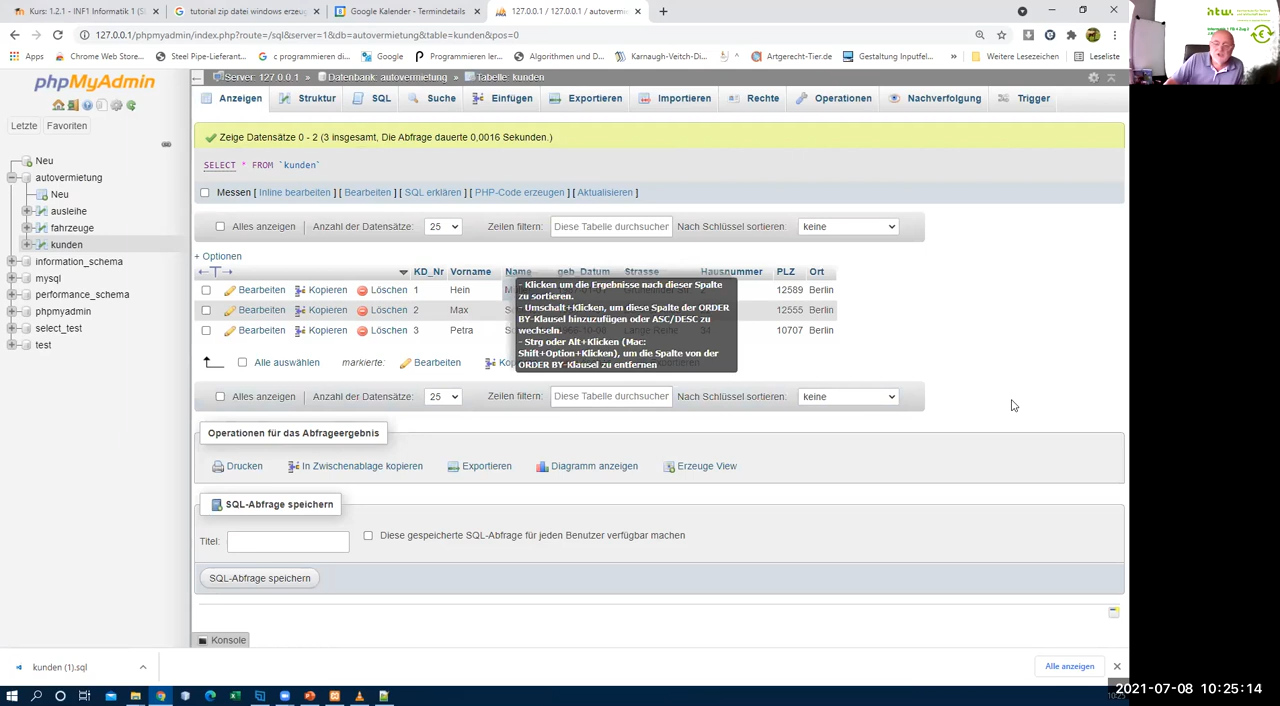 Kurs: 1.2.1 - INF1 Informatik 1 (S
tutorial zip datei windows erzeug
Google Kalender - Termindetails
127.0.0.1 / 127.0.0.1 / autovermie
127.0.0.1/phpmyadmin/index.php?route=/sql&server=1&db=autovermietung&table=kunden&pos=0
Apps
Chrome Web Store...
Steel Pipe-Lieferant...
c programmieren de...
Google
Programmieren ler...
Karnaugh-Veitch-Di...
Artgerecht-Tier.de
Gestaltung Inputfel...
»
Weitere Lesezeichen
Leseliste
phpMyAdmin
Letzte
Favoriten
Neu
autovermietung
Neu
ausleihe
fahrzeuge
kunden
information_schema
mysql
performance_schema
phpmyadmin
select_test
test
Server: 127.0.0.1 » Datenbank: autovermietung » Tabelle: kunden
Anzeigen Struktur SQL Suche Einfügen Exportieren Importieren Rechte Operationen Nachverfolgung Trigger
Zeige Datensätze 0 - 2 (3 insgesamt, Die Abfrage dauerte 0,0016 Sekunden.)
SELECT * FROM `kunden`
Messen [ Inline bearbeiten ] [ Bearbeiten ] [ SQL erklären ] [ PHP-Code erzeugen ] [ Aktualisieren ]
Alles anzeigen | Anzahl der Datensätze: 25 Zeilen filtern: Diese Tabelle durchsuchen Nach Schlüssel sortieren: keine
+ Optionen
←T→ KD_Nr Vorname Name geb_Datum Strasse Hausnummer PLZ Ort
Bearbeiten Kopieren Löschen 1 Hein 12589 Berlin
Bearbeiten Kopieren Löschen 2 Max 12555 Berlin
Bearbeiten Kopieren Löschen 3 Petra 10707 Berlin
- Klicken um die Ergebnisse nach dieser Spalte
zu sortieren.
- Umschalt+Klicken, um diese Spalte der ORDER
BY-Klausel hinzuzufügen oder ASC/DESC zu
wechseln.
- Strg oder Alt+Klicken (Mac:
Shift+Option+Klicken), um die Spalte von der
ORDER BY-Klausel zu entfernen
Alle auswählen markierte: Bearbeiten
Alles anzeigen | Anzahl der Datensätze: 25 Zeilen filtern: Diese Tabelle durchsuchen Nach Schlüssel sortieren: keine
Operationen für das Abfrageergebnis
Drucken In Zwischenablage kopieren Exportieren Diagramm anzeigen Erzeuge View
SQL-Abfrage speichern
Titel: Diese gespeicherte SQL-Abfrage für jeden Benutzer verfügbar machen
SQL-Abfrage speichern
Konsole
kunden (1).sql
Alle anzeigen
htw
2021-07-08 10:25:14